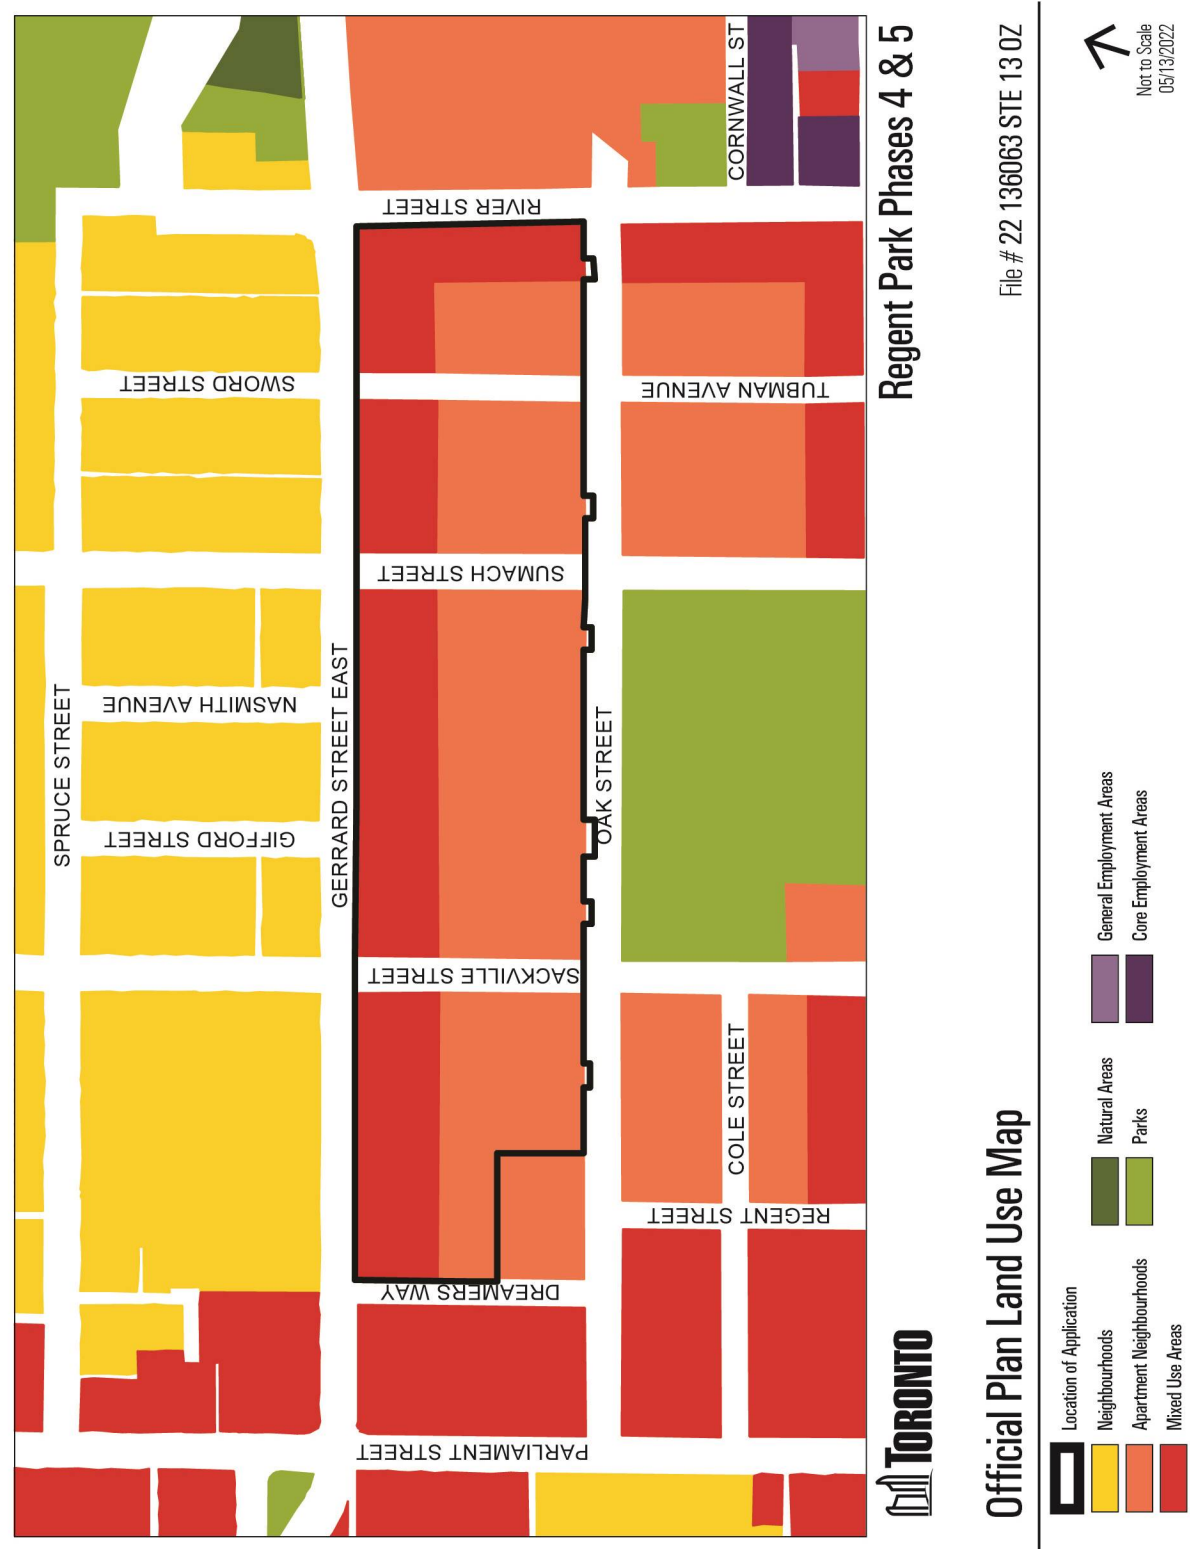 SPRUCE STREET
SWORD STREET
NASMITH AVENUE
GIFFORD STREET
GERRARD STREET EAST
RIVER STREET
CORNWALL ST
SUMACH STREET
TUBMAN AVENUE
OAK STREET
SACKVILLE STREET
COLE STREET
REGENT STREET
DREAMERS WAY
PARLIAMENT STREET
TORONTO
Regent Park Phases 4 & 5
Official Plan Land Use Map
File # 22 136063 STE 13 OZ
Location of Application
Neighbourhoods
Apartment Neighbourhoods
Mixed Use Areas
Natural Areas
Parks
General Employment Areas
Core Employment Areas
Not to Scale
05/13/2022